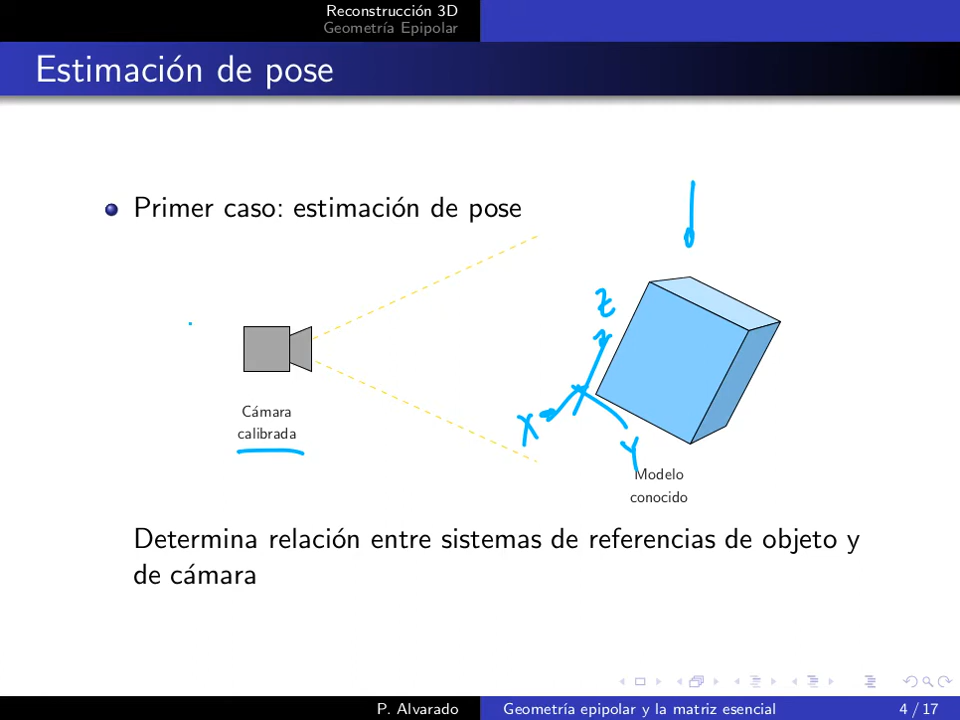 Reconstrucción 3D
Geometría Epipolar
Estimación de pose
Primer caso: estimación de pose
Z
X
Y
Cámara
calibrada
Modelo
conocido
Determina relación entre sistemas de referencias de objeto y
de cámara
P. Alvarado
Geometría epipolar y la matriz esencial
4 / 17